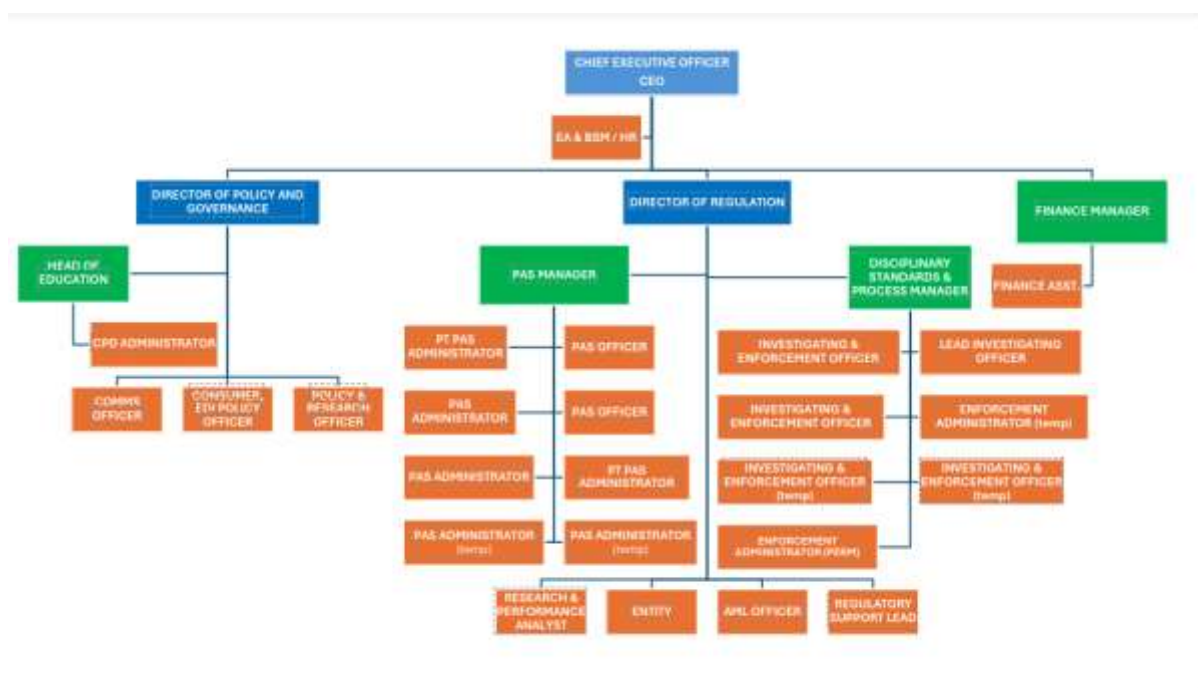 CHIEF EXECUTIVE OFFICER
CEO
EA & BSM / HR
DIRECTOR OF POLICY AND
GOVERNANCE
DIRECTOR OF REGULATION
FINANCE MANAGER
HEAD OF
EDUCATION
PAS MANAGER
DISCIPLINARY
STANDARDS &
PROCESS MANAGER
FINANCE ASST.
CPD ADMINISTRATOR
PT PAS
ADMINISTRATOR
PAS OFFICER
INVESTIGATING &
ENFORCEMENT OFFICER
LEAD INVESTIGATING
OFFICER
COMMS
OFFICER
CONSUMER,
EDI POLICY
OFFICER
POLICY &
RESEARCH
OFFICER
PAS
ADMINISTRATOR
PAS OFFICER
INVESTIGATING &
ENFORCEMENT OFFICER
ENFORCEMENT
ADMINISTRATOR (temp)
PAS ADMINISTRATOR
PT PAS
ADMINISTRATOR
INVESTIGATING &
ENFORCEMENT OFFICER
(temp)
INVESTIGATING &
ENFORCEMENT OFFICER
(temp)
PAS ADMINISTRATOR
(temp)
PAS ADMINISTRATOR
(temp)
ENFORCEMENT
ADMINISTRATOR (PERM)
RESEARCH &
PERFORMANCE
ANALYST
ENTITY
AML OFFICER
REGULATORY
SUPPORT LEAD